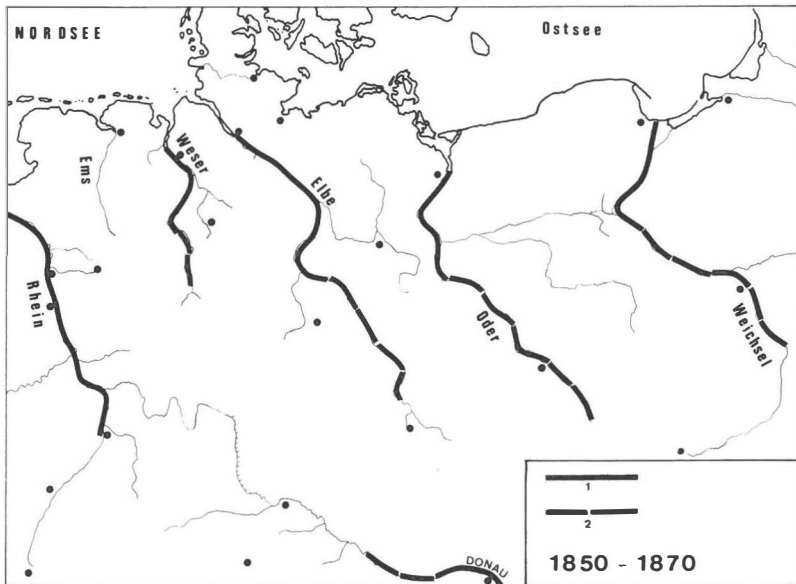 NORDSEE
Ostsee
Ems
Weser
Elbe
Rhein
Oder
Weichsel
DONAU
1
2
1850 - 1870